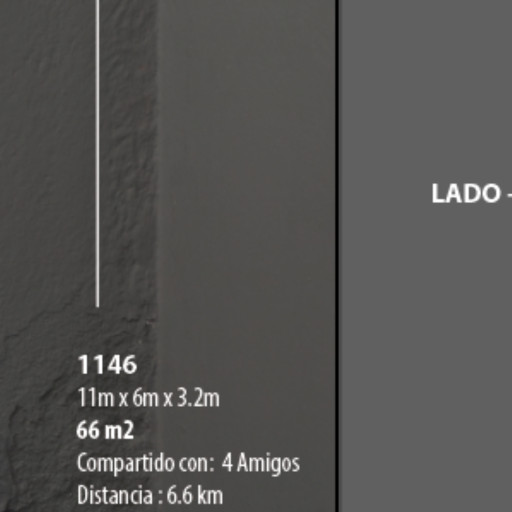 LADO -
1146
11m x 6m x 3.2m
66 m2
Compartido con: 4 Amigos
Distancia : 6.6 km